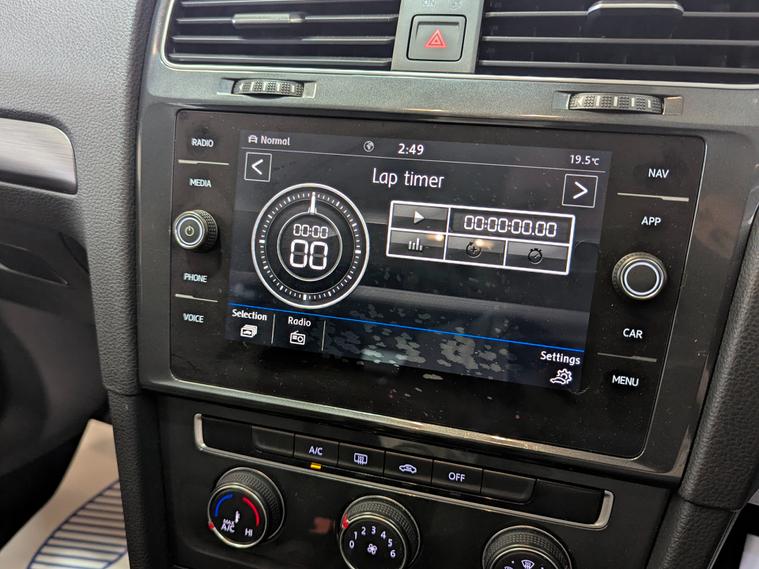 RADIO
MEDIA
PHONE
VOICE
Normal
2:49
19.5°C
Lap timer
00:00
00
00:00:00.00
Selection
Radio
Settings
NAV
APP
CAR
MENU
A/C
OFF
MAX
A/C
HI
1 2 3 4 5 6